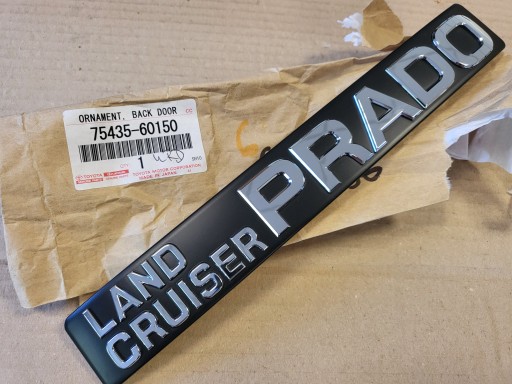 ORNAMENT, BACK DOOR
75435-60150
1
TOYOTA MOTOR CORPORATION
MADE IN JAPAN
LAND
CRUISER
PRADO